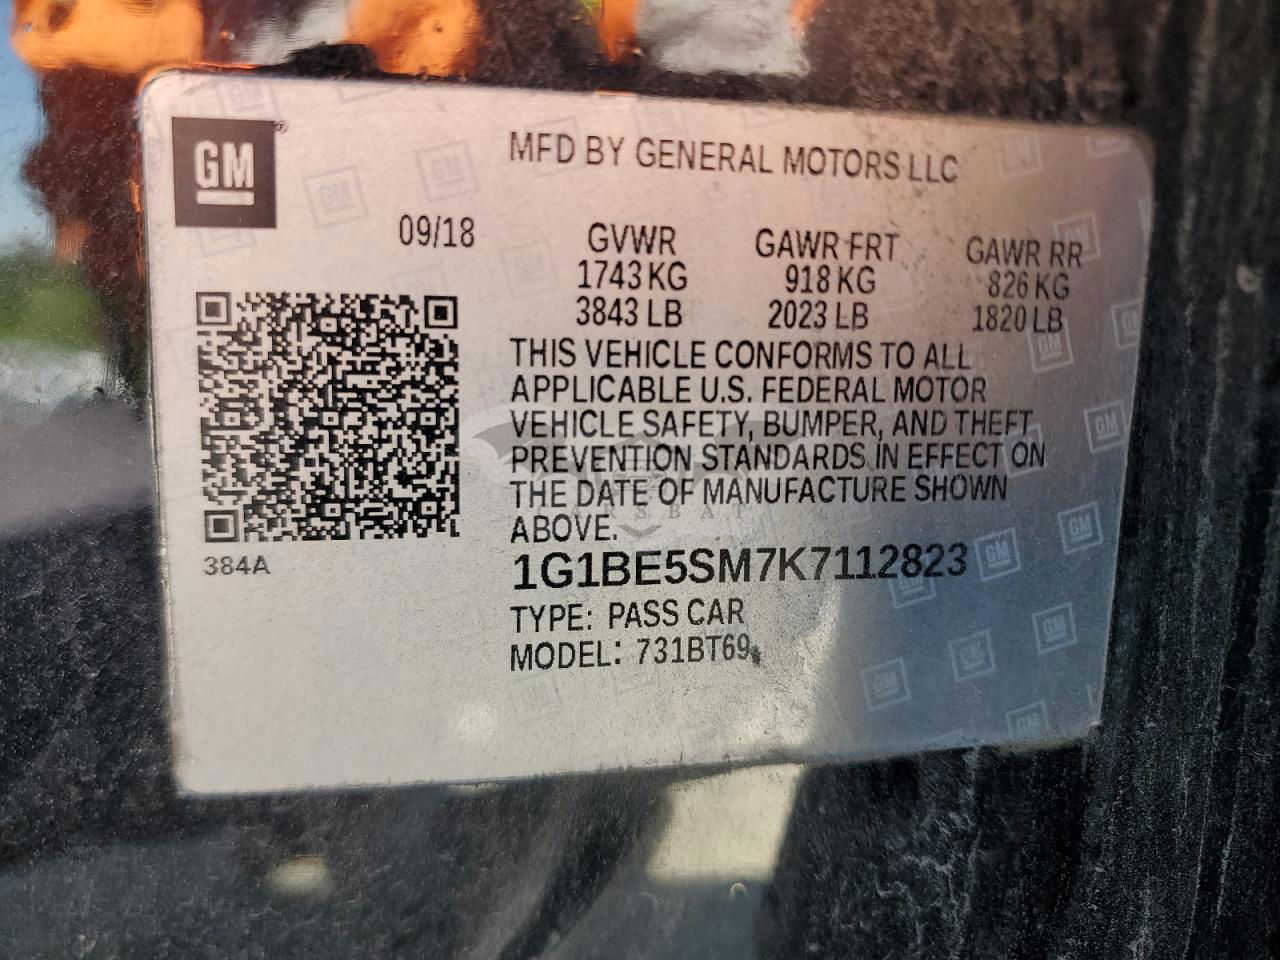 GM
MFD BY GENERAL MOTORS LLC
09/18
GVWR GAWR FRT GAWR RR
1743 KG 918 KG 826 KG
3843 LB 2023 LB 1820 LB
THIS VEHICLE CONFORMS TO ALL
APPLICABLE U.S. FEDERAL MOTOR
VEHICLE SAFETY, BUMPER, AND THEFT
PREVENTION STANDARDS IN EFFECT ON
THE DATE OF MANUFACTURE SHOWN
ABOVE.
384A
1G1BE5SM7K7112823
TYPE: PASS CAR
MODEL: 731BT69
CARSBAT